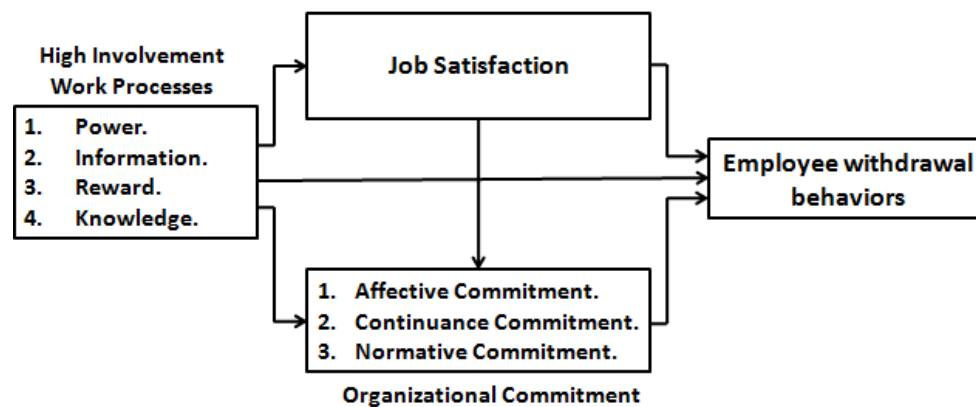 High Involvement
Work Processes
1. Power.
2. Information.
3. Reward.
4. Knowledge.
Job Satisfaction
Employee withdrawal
behaviors
1. Affective Commitment.
2. Continuance Commitment.
3. Normative Commitment.
Organizational Commitment